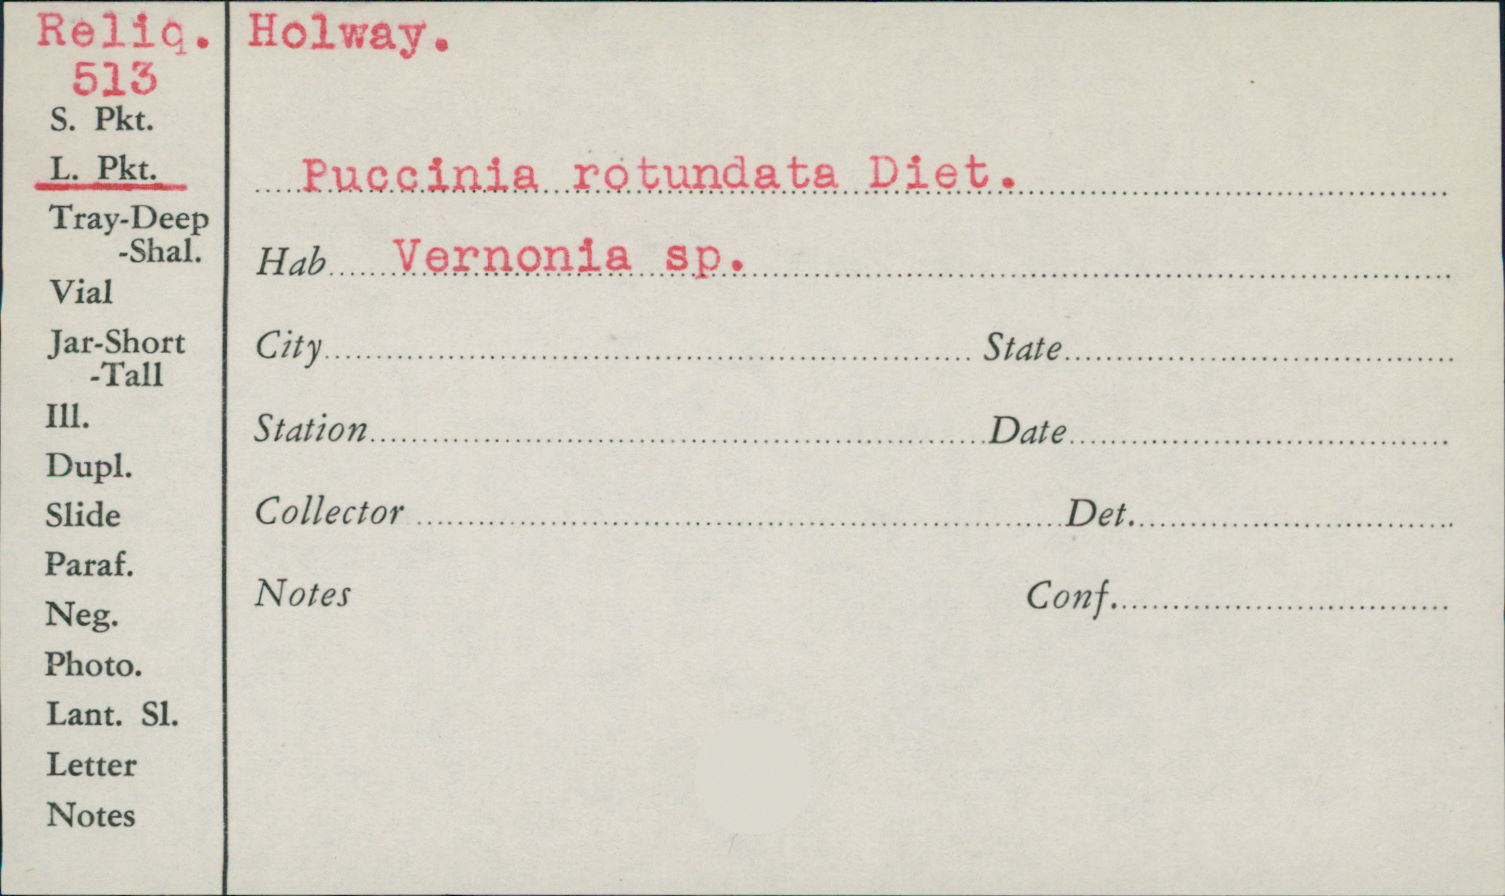 Reliq. Holway.
513
S. Pkt.
L. Pkt.
Puccinia rotundata Diet.
Tray-Deep
-Shal.
Hab Vernonia sp.
Vial
Jar-Short
-Tall
City State
Ill.
Station Date
Dupl.
Slide
Collector Det.
Paraf.
Neg.
Notes Conf.
Photo.
Lant. Sl.
Letter
Notes